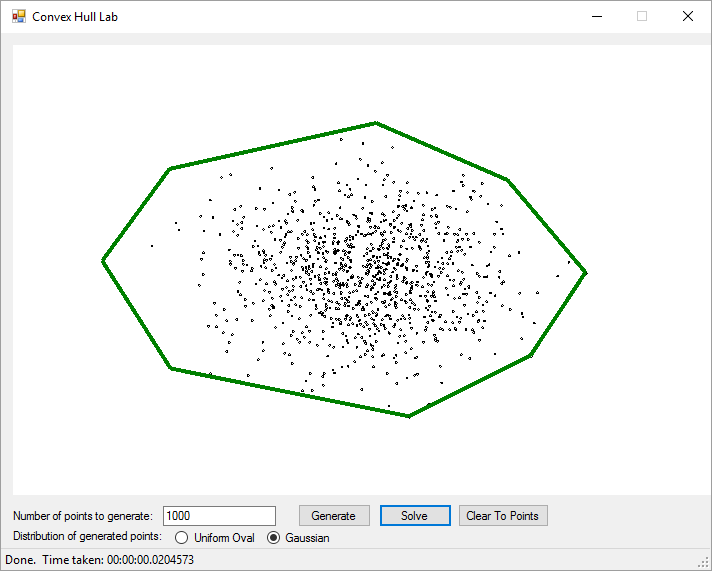 Convex Hull Lab
Number of points to generate: 1000 Generate Solve Clear To Points
Distribution of generated points: Uniform Oval Gaussian
Done. Time taken: 00:00:00.0204573